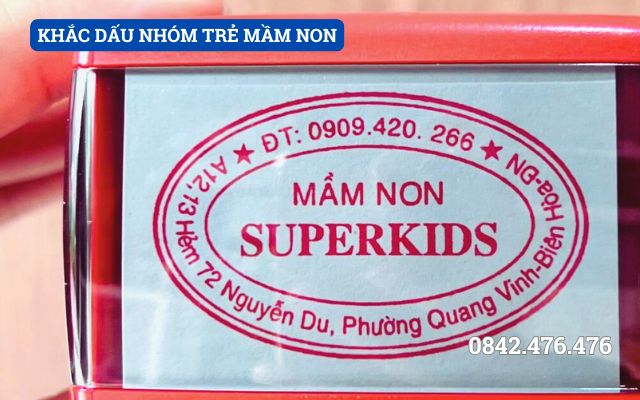 KHẮC DẤU NHÓM TRẺ MẦM NON
★ ĐT: 0909.420. 266 ★
MẦM NON
SUPERKIDS
A12,13 Hẻm 72 Nguyễn Du, Phường Quang Vinh-Biên Hòa-ĐN
0842.476.476